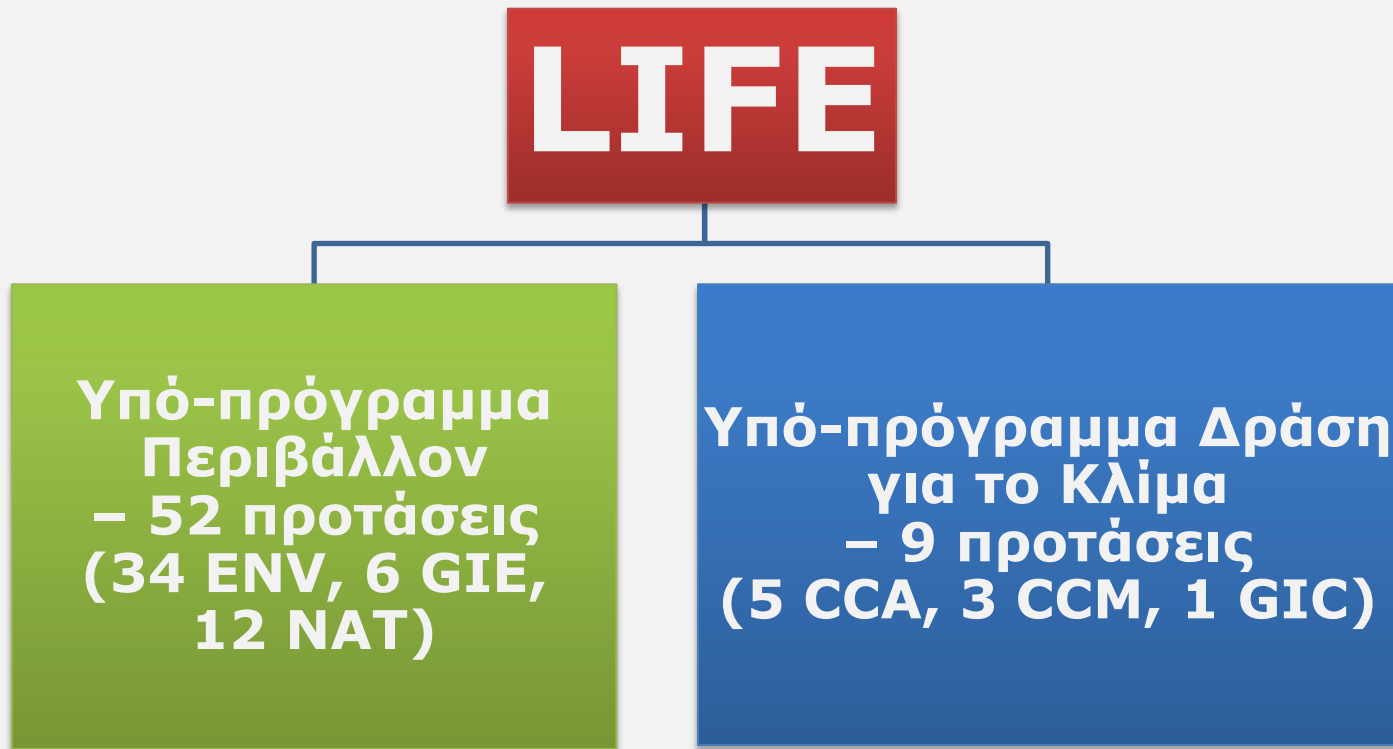 LIFE
Υπό-πρόγραμμα
Περιβάλλον
– 52 προτάσεις
(34 ENV, 6 GIE,
12 NAT)
Υπό-πρόγραμμα Δράση
για το Κλίμα
– 9 προτάσεις
(5 CCA, 3 CCM, 1 GIC)